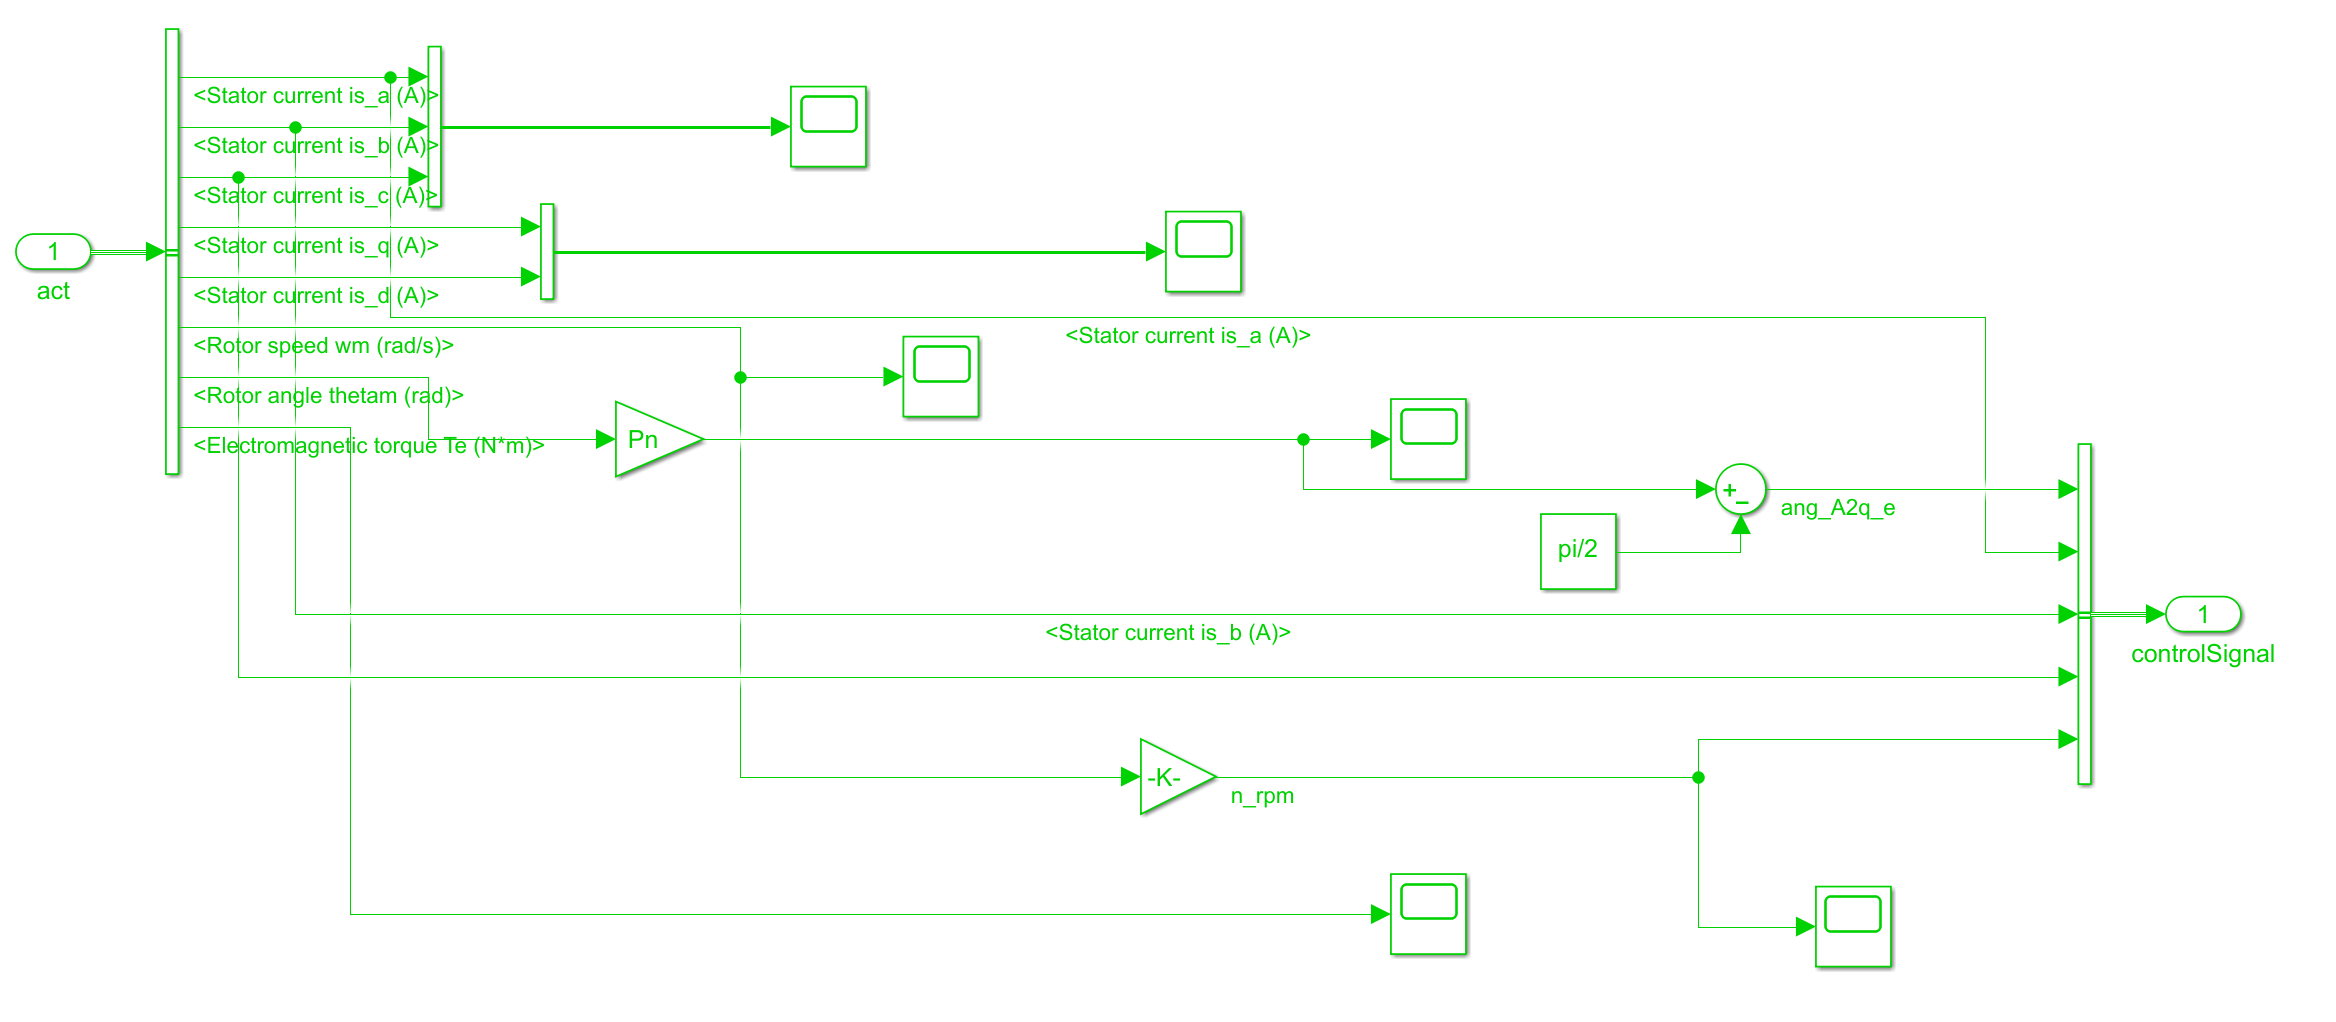 <Stator current is_a (A)>
<Stator current is_b (A)>
<Stator current is_c (A)>
<Stator current is_q (A)>
1
act
<Stator current is_d (A)>
<Stator current is_a (A)>
<Rotor speed wm (rad/s)>
<Rotor angle thetam (rad)>
<Electromagnetic torque Te (N*m)>
Pn
+
−
ang_A2q_e
pi/2
<Stator current is_b (A)>
1
controlSignal
-K-
n_rpm